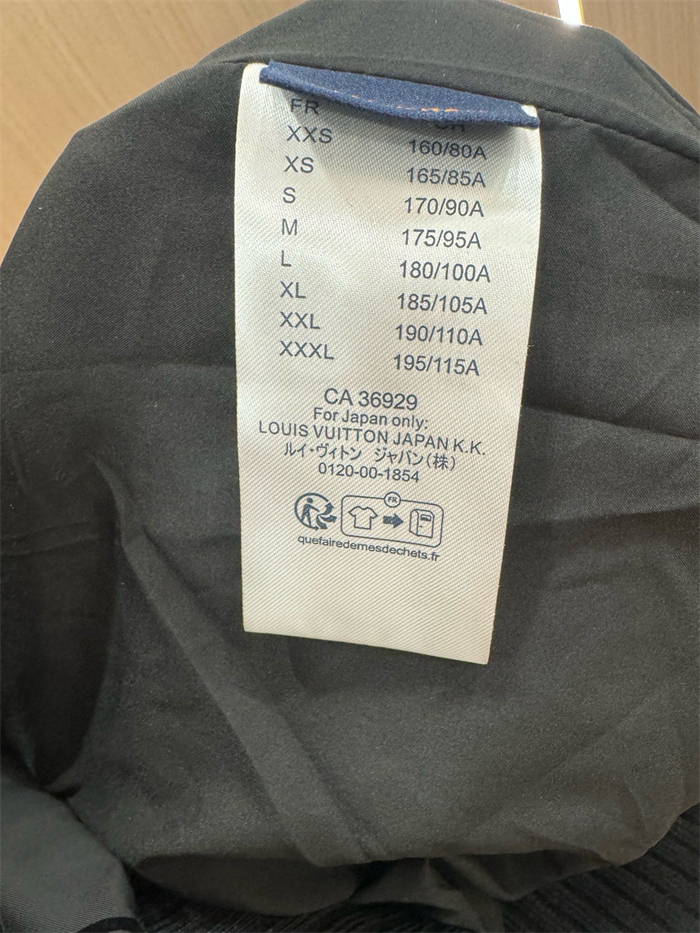 FR CH
XXS 160/80A
XS 165/85A
S 170/90A
M 175/95A
L 180/100A
XL 185/105A
XXL 190/110A
XXXL 195/115A
CA 36929
For Japan only:
LOUIS VUITTON JAPAN K.K.
ルイ・ヴィトン ジャパン(株)
0120-00-1854
FR
quefairedemesdechets.fr